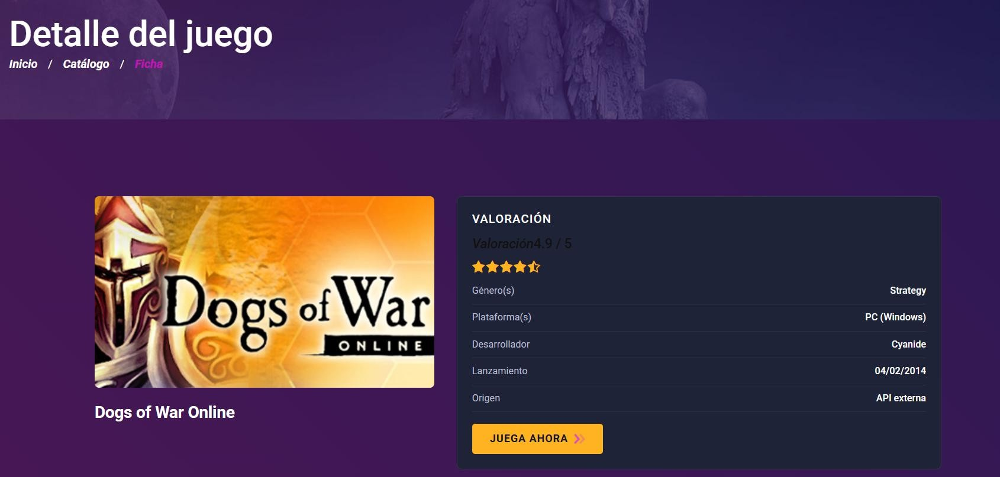 Detalle del juego
Inicio / Catálogo / Ficha
Dogs of War
ONLINE
Dogs of War Online
VALORACIÓN
Valoración4.9 / 5
Género(s) Strategy
Plataforma(s) PC (Windows)
Desarrollador Cyanide
Lanzamiento 04/02/2014
Origen API externa
JUEGA AHORA